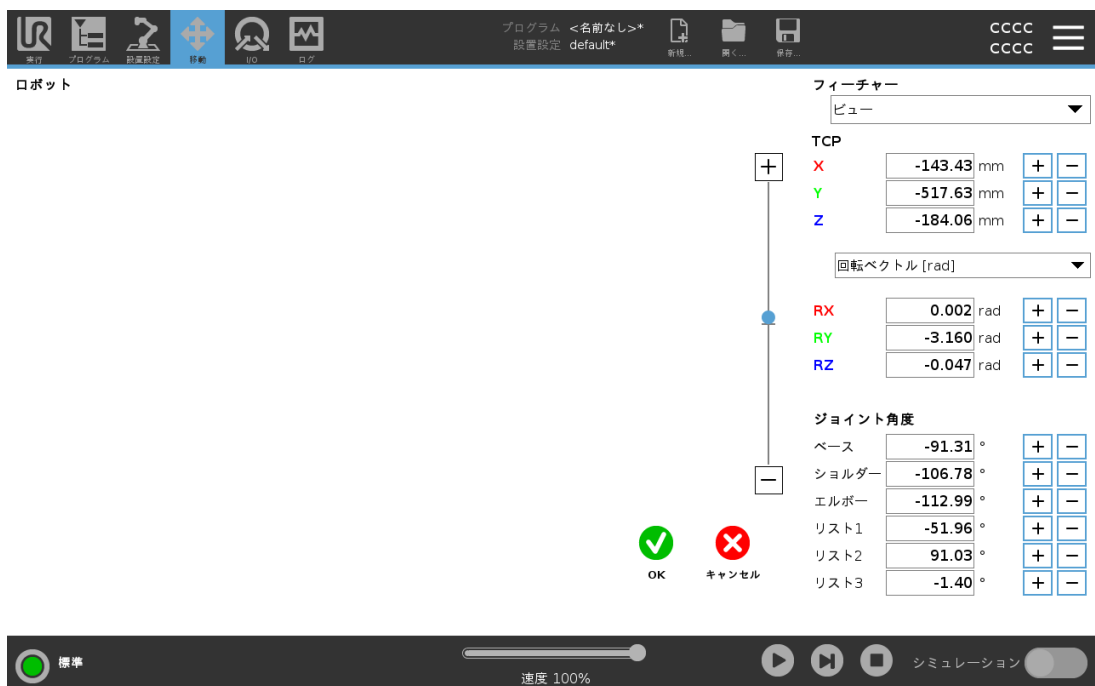 UR
実行
プログラム
設置設定
移動
I/O
ログ
プログラム <名前なし>*
設置設定 default*
新規...
開く...
保存...
CCCC
CCCC
ロボット
フィーチャー
ビュー
TCP
X -143.43 mm + −
Y -517.63 mm + −
Z -184.06 mm + −
回転ベクトル [rad]
RX 0.002 rad + −
RY -3.160 rad + −
RZ -0.047 rad + −
ジョイント角度
ベース -91.31 ° + −
ショルダー -106.78 ° + −
エルボー -112.99 ° + −
リスト1 -51.96 ° + −
リスト2 91.03 ° + −
リスト3 -1.40 ° + −
+
−
OK
キャンセル
標準
速度 100%
シミュレーション